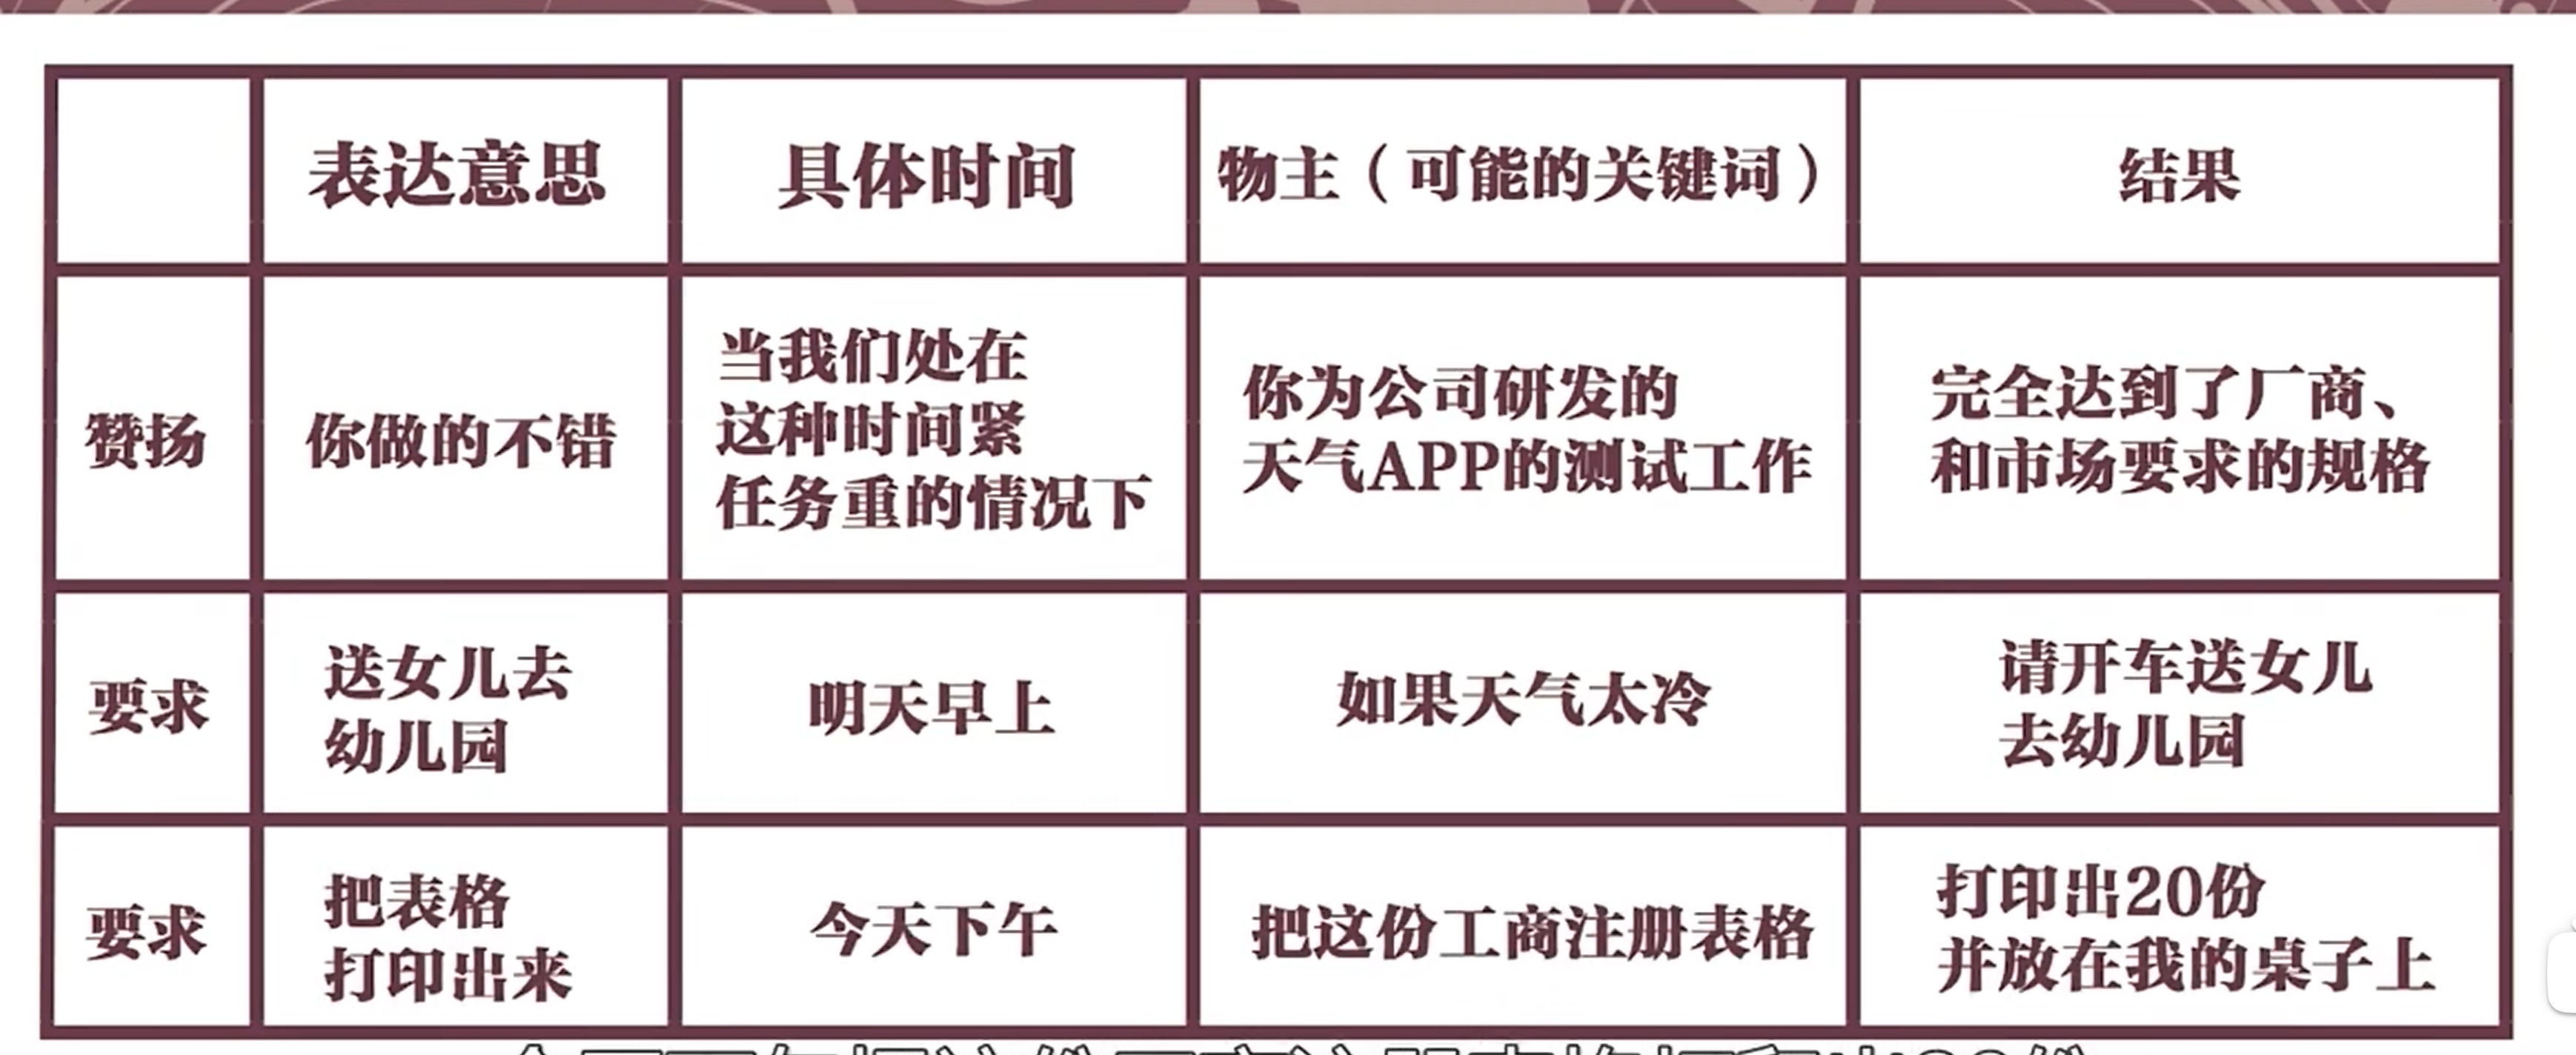 表达意思
具体时间
物主（可能的关键词）
结果
赞扬
你做的不错
当我们处在
这种时间紧
任务重的情况下
你为公司研发的
天气APP的测试工作
完全达到了厂商、
和市场要求的规格
要求
送女儿去
幼儿园
明天早上
如果天气太冷
请开车送女儿
去幼儿园
要求
把表格
打印出来
今天下午
把这份工商注册表格
打印出20份
并放在我的桌子上